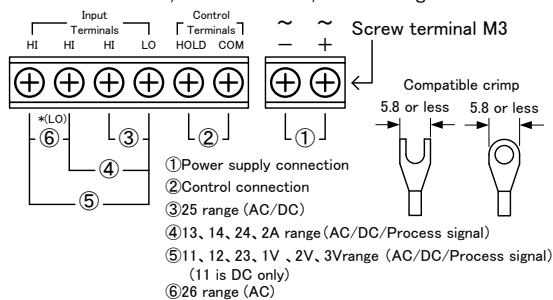 Input Terminals
Control Terminals
~ ~
HI HI HI LO HOLD COM − +
Screw terminal M3
*(LO)
⑥ ③ ② ①
④
⑤
Compatible crimp
5.8 or less 5.8 or less
①Power supply connection
②Control connection
③25 range (AC/DC)
④13、14、24、2A range (AC/DC/Process signal)
⑤11、12、23、1V 、2V、3Vrange (AC/DC/Process signal)
(11 is DC only)
⑥26 range (AC)